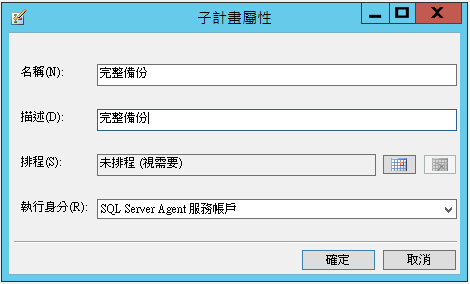 子計畫屬性
名稱(N): 完整備份
描述(D): 完整備份
排程(S): 未排程 (視需要)
執行身分(R): SQL Server Agent 服務帳戶
確定 取消